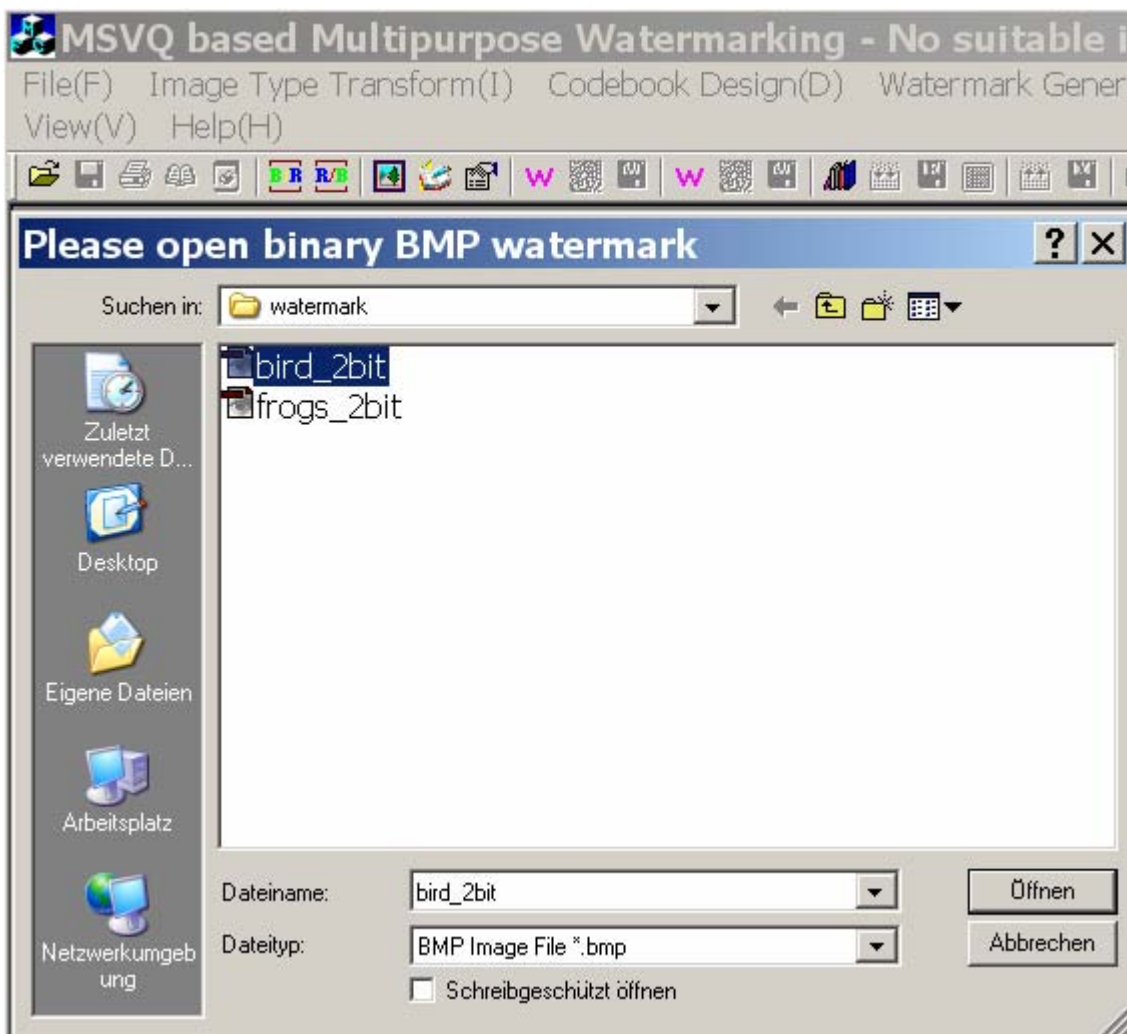 MSVQ based Multipurpose Watermarking - No suitable i
File(F) Image Type Transform(I) Codebook Design(D) Watermark Gener
View(V) Help(H)
B R R/B W W
Please open binary BMP watermark
Suchen in: watermark
bird_2bit
frogs_2bit
Zuletzt
verwendete D...
Desktop
Eigene Dateien
Arbeitsplatz
Netzwerkumgeb
ung
Dateiname: bird_2bit Öffnen
Dateityp: BMP Image File *.bmp Abbrechen
Schreibgeschützt öffnen